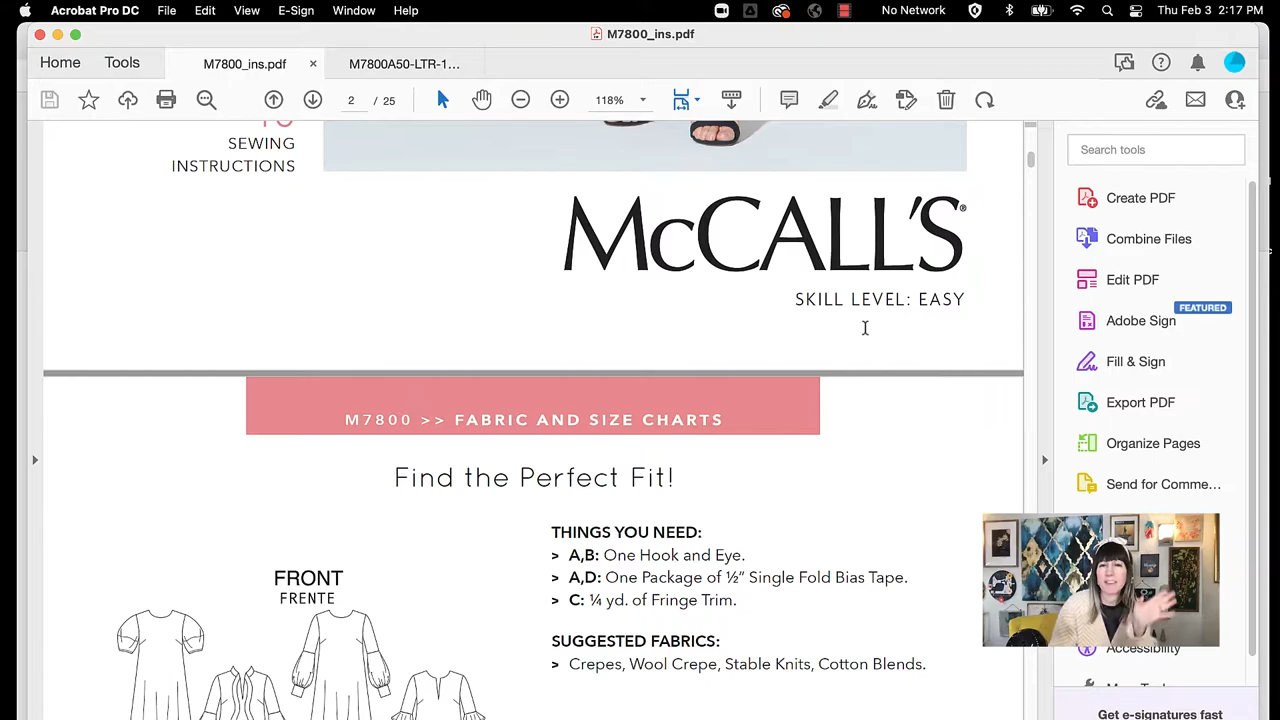 Acrobat Pro DC File Edit View E-Sign Window Help No Network Thu Feb 3 2:17 PM
M7800_ins.pdf
Home Tools M7800_ins.pdf × M7800A50-LTR-1...
2 / 25 118%
SEWING
INSTRUCTIONS
McCALL'S®
SKILL LEVEL: EASY
M7800 >> FABRIC AND SIZE CHARTS
Find the Perfect Fit!
FRONT
FRENTE
THINGS YOU NEED:
> A,B: One Hook and Eye.
> A,D: One Package of ½" Single Fold Bias Tape.
> C: ¼ yd. of Fringe Trim.
SUGGESTED FABRICS:
> Crepes, Wool Crepe, Stable Knits, Cotton Blends.
Search tools
Create PDF
Combine Files
Edit PDF
FEATURED
Adobe Sign
Fill & Sign
Export PDF
Organize Pages
Send for Comme...
Accessibility
Get e-signatures fast